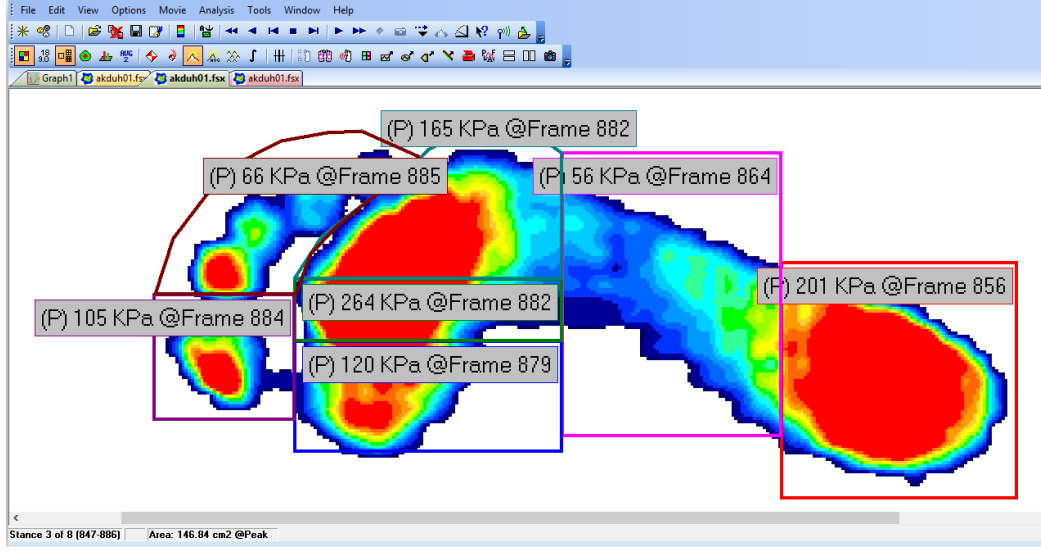 File Edit View Options Movie Analysis Tools Window Help
Graph1 akduh01.fsx akduh01.fsx akduh01.fsx
(P) 165 KPa @Frame 882
(P) 66 KPa @Frame 885
(P) 56 KPa @Frame 864
(P) 201 KPa @Frame 856
(P) 264 KPa @Frame 882
(P) 105 KPa @Frame 884
(P) 120 KPa @Frame 879
Stance 3 of 8 (847-886) Area: 146.84 cm2 @Peak